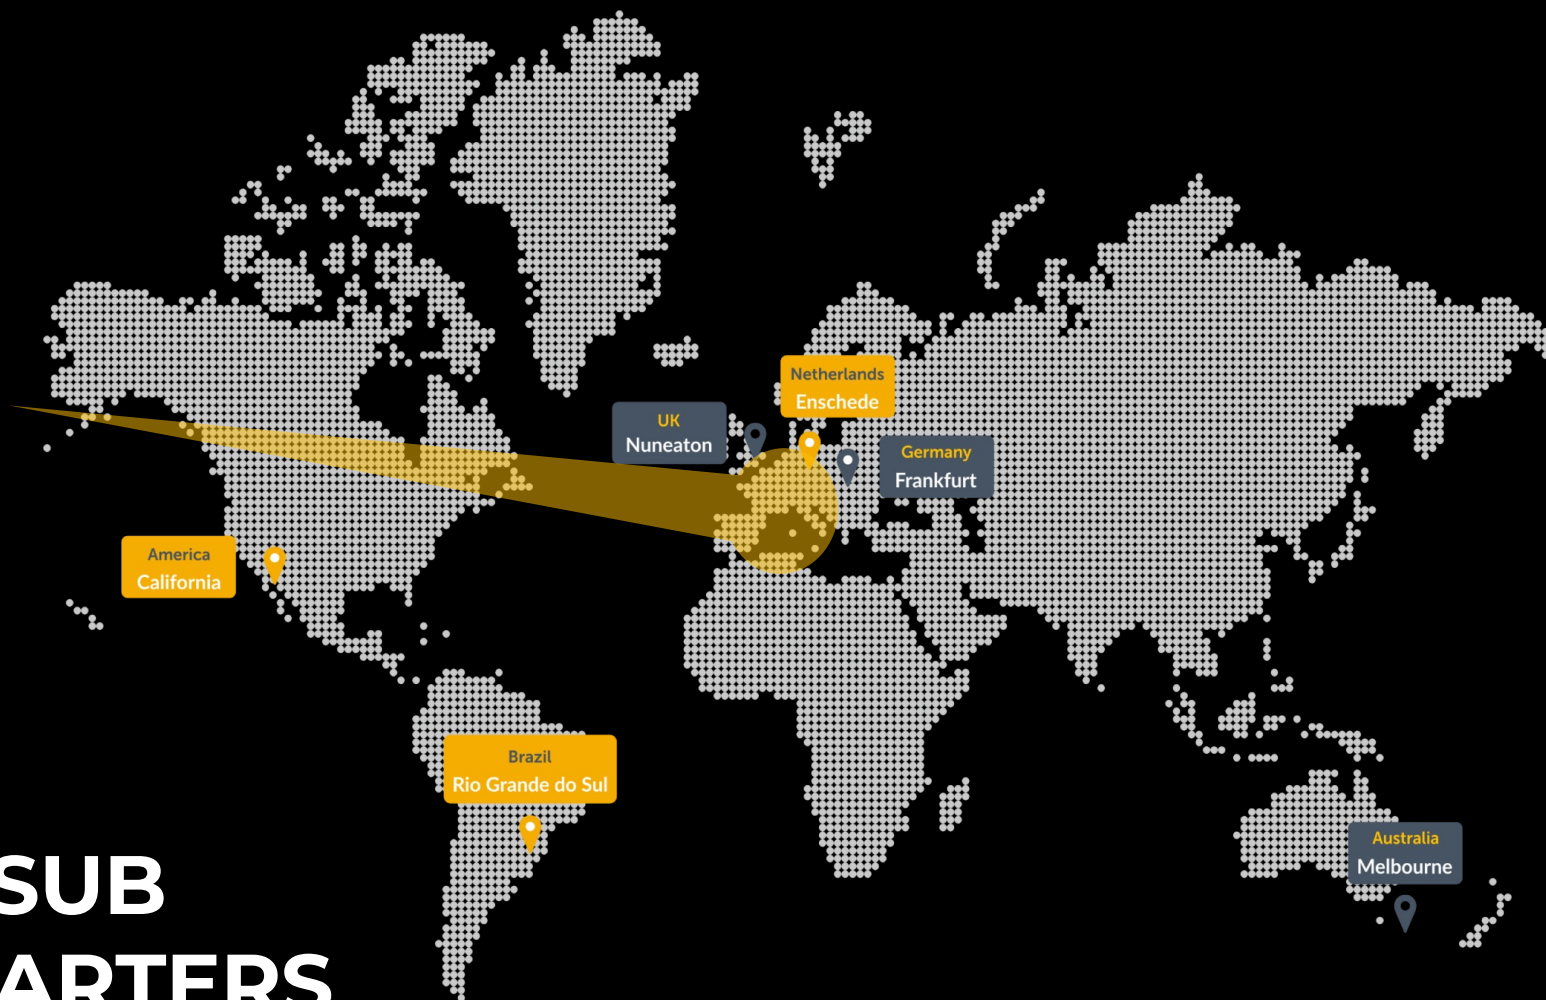 Netherlands
Enschede
UK
Nuneaton
Germany
Frankfurt
America
California
Brazil
Rio Grande do Sul
Australia
Melbourne
SUB
ARTERS